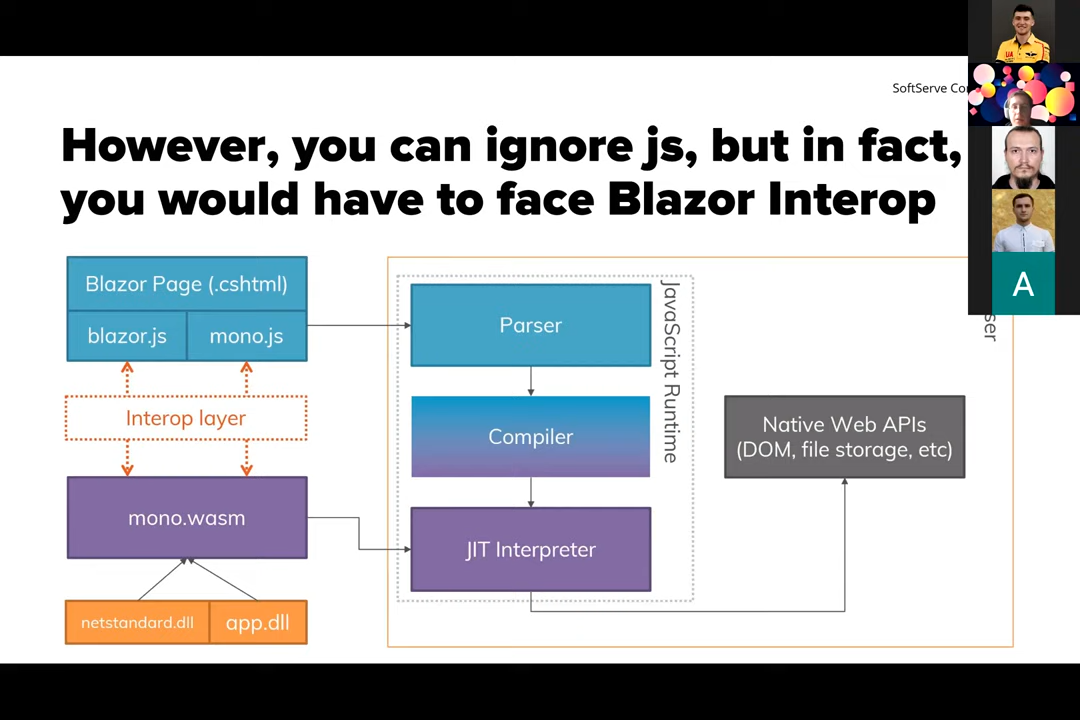 SoftServe
However, you can ignore js, but in fact,
you would have to face Blazor Interop
Blazor Page (.cshtml)
blazor.js
mono.js
Interop layer
mono.wasm
netstandard.dll
app.dll
Parser
Compiler
JIT Interpreter
JavaScript Runtime
Native Web APIs
(DOM, file storage, etc)
UA
A